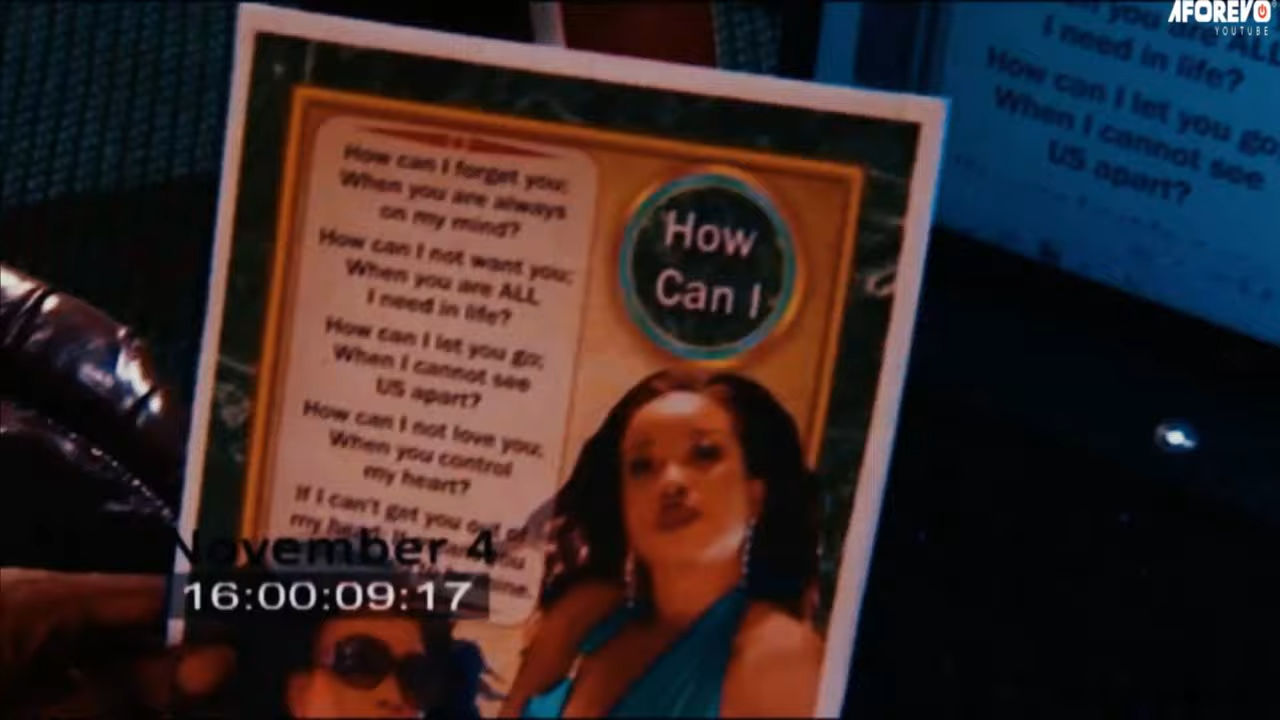 AFOREVO
YOUTUBE
How can I forget you;
When you are always
on my mind?
How can I not want you;
When you are ALL
I need in life?
How can I let you go;
When I cannot see
US apart?
How can I not love you;
When you control
my heart?
If I can't get you out of
my
you
mine.
How
Can I
you are ALL
I need in life?
How can I let you go;
When I cannot see
US apart?
November 4
16:00:09:17